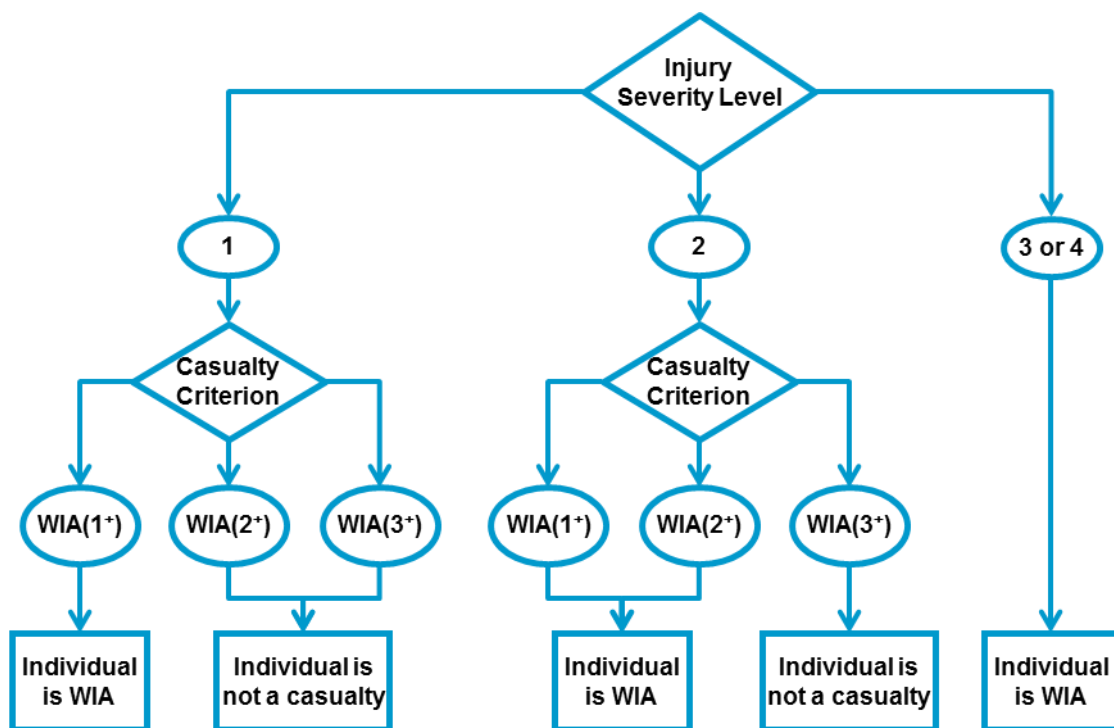 Injury
Severity Level
1
2
3 or 4
Casualty
Criterion
Casualty
Criterion
WIA(1⁺)
WIA(2⁺)
WIA(3⁺)
WIA(1⁺)
WIA(2⁺)
WIA(3⁺)
Individual
is WIA
Individual is
not a casualty
Individual
is WIA
Individual is
not a casualty
Individual
is WIA